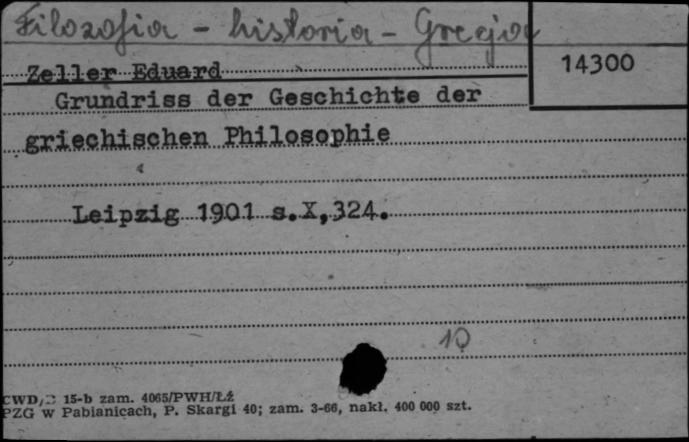 Filozofia - historia - Grecja
14300
Zeller Eduard
Grundriss der Geschichte der
griechischen Philosophie
Leipzig 1901 s.X,324.
10
15-b zam. 4065/PWH/Łź
PZG w Pabianicach, P. Skargi 40; zam. 3-66, nakł. 400 000 szt.